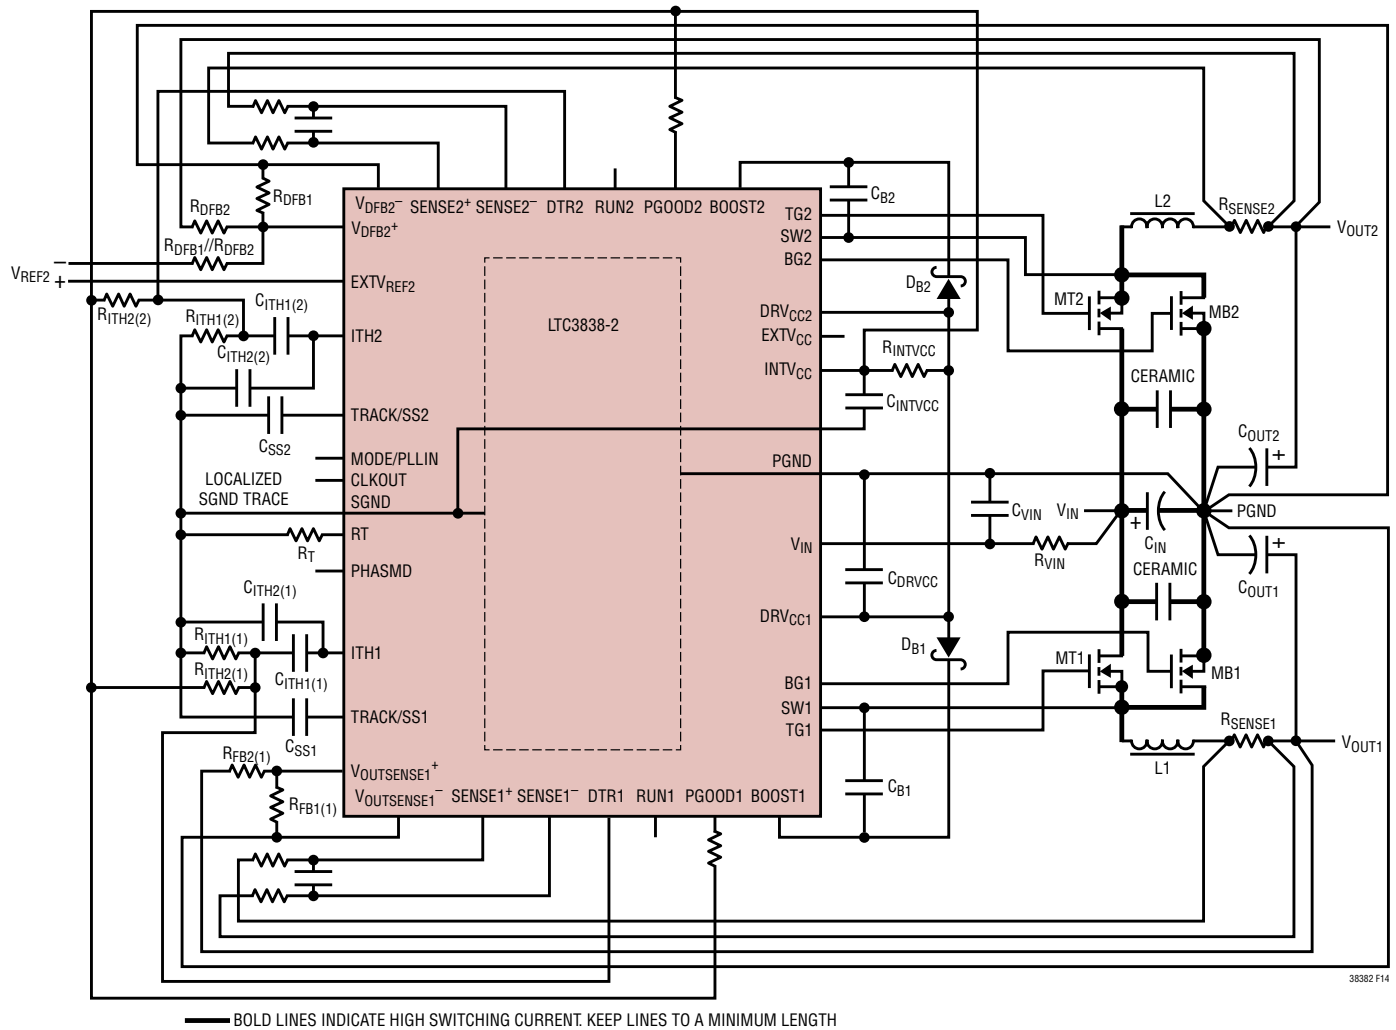 VDFB2– SENSE2+ SENSE2– DTR2 RUN2 PGOOD2 BOOST2
RDFB1
RDFB2
VDFB2+
RDFB1//RDFB2
–
VREF2
+
EXTVREF2
RITH2(2)
RITH1(2)
CITH1(2)
ITH2
CITH2(2)
TRACK/SS2
CSS2
MODE/PLLIN
CLKOUT
LOCALIZED
SGND TRACE
SGND
RT
RT
PHASMD
CITH2(1)
RITH1(1)
ITH1
RITH2(1)
CITH1(1)
TRACK/SS1
CSS1
RFB2(1)
VOUTSENSE1+
RFB1(1)
VOUTSENSE1– SENSE1+ SENSE1– DTR1 RUN1 PGOOD1 BOOST1
LTC3838-2
TG2
SW2
BG2
DRVCC2
EXTVCC
INTVCC
PGND
VIN
DRVCC1
BG1
SW1
TG1
CB2
DB2
RINTVCC
CINTVCC
CVIN
RVIN
CDRVCC
DB1
CB1
L2
RSENSE2
VOUT2
MT2
MB2
CERAMIC
COUT2
+
VIN
+
CIN
PGND
+
COUT1
CERAMIC
MT1
MB1
RSENSE1
VOUT1
L1
38382 F14
BOLD LINES INDICATE HIGH SWITCHING CURRENT. KEEP LINES TO A MINIMUM LENGTH